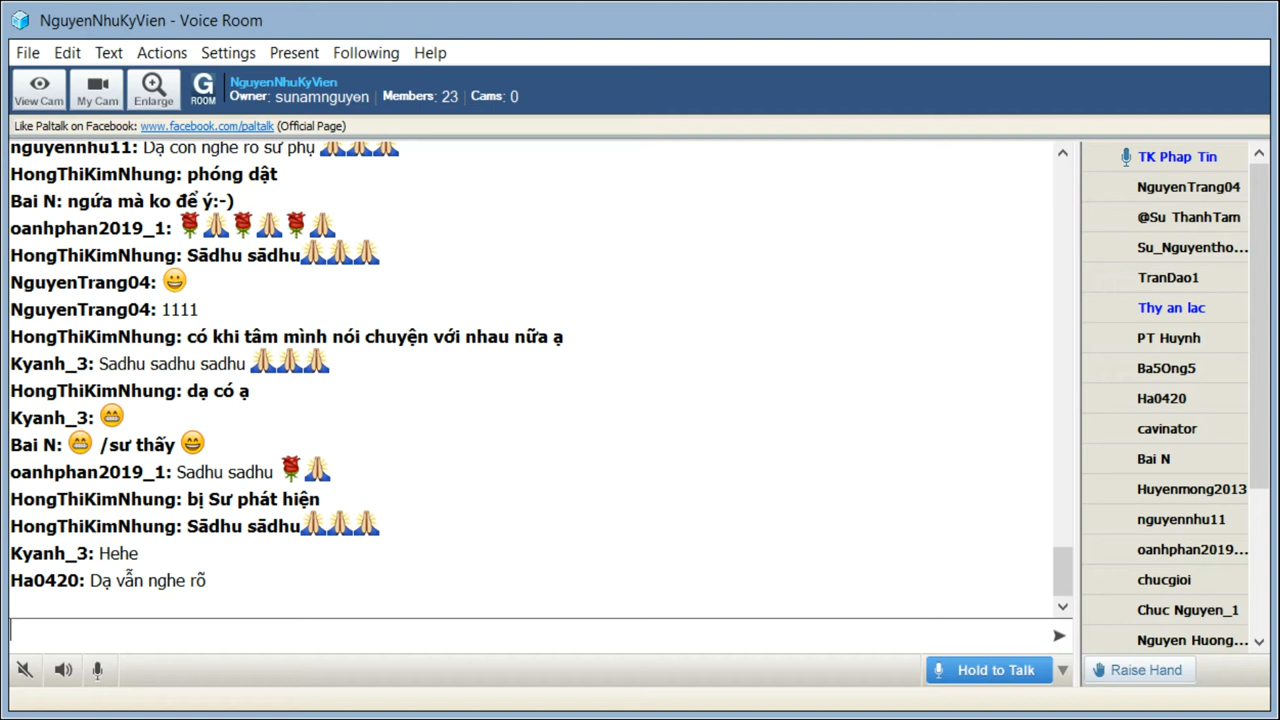 NguyenNhuKyVien - Voice Room
File Edit Text Actions Settings Present Following Help
View Cam
My Cam
Enlarge
G ROOM
NguyenNhuKyVien
Owner: sunamnguyen | Members: 23 | Cams: 0
Like Paltalk on Facebook: www.facebook.com/paltalk (Official Page)
nguyennhu11: Dạ con nghe rõ sư phụ 🙏🙏🙏
HongThiKimNhung: phóng dật
Bai N: ngứa mà ko để ý:-)
oanhphan2019_1: 🌹🙏🌹🙏🌹🙏
HongThiKimNhung: Sādhu sādhu🙏🙏🙏
NguyenTrang04: 😀
NguyenTrang04: 1111
HongThiKimNhung: có khi tâm mình nói chuyện với nhau nữa ạ
Kyanh_3: Sadhu sadhu sadhu 🙏🙏🙏
HongThiKimNhung: dạ có ạ
Kyanh_3: 😁
Bai N: 😁 /sư thấy 😄
oanhphan2019_1: Sadhu sadhu 🌹🙏
HongThiKimNhung: bị Sư phát hiện
HongThiKimNhung: Sādhu sādhu🙏🙏🙏
Kyanh_3: Hehe
Ha0420: Dạ vẫn nghe rõ
TK Phap Tin
NguyenTrang04
@Su ThanhTam
Su_Nguyentho...
TranDao1
Thy an lac
PT Huynh
Ba5Ong5
Ha0420
cavinator
Bai N
Huyenmong2013
nguyennhu11
oanhphan2019...
chucgioi
Chuc Nguyen_1
Nguyen Huong...
Hold to Talk
Raise Hand